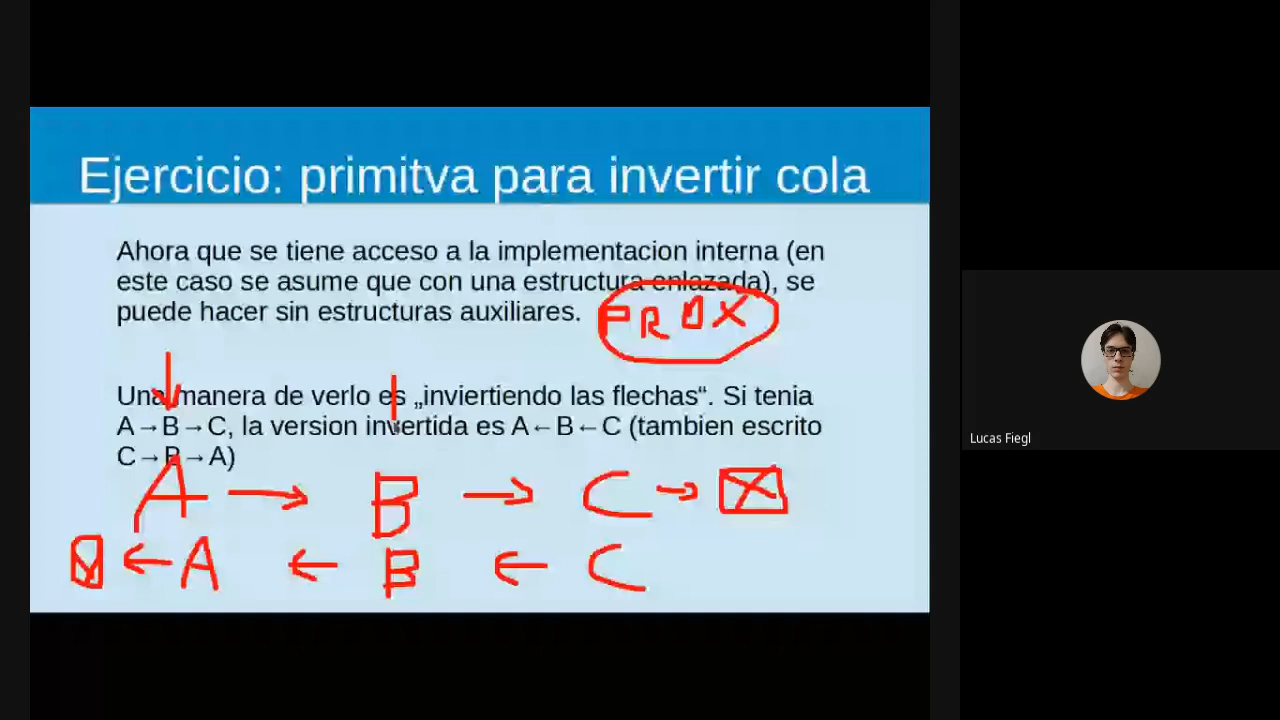 Ejercicio: primitva para invertir cola
Ahora que se tiene acceso a la implementacion interna (en
este caso se asume que con una estructura enlazada), se
puede hacer sin estructuras auxiliares.
PROX
Una manera de verlo es „inviertiendo las flechas“. Si tenia
A→B→C, la version invertida es A←B←C (tambien escrito
C→B→A)
A → B → C →
← A ← B ← C
Lucas Fiegl